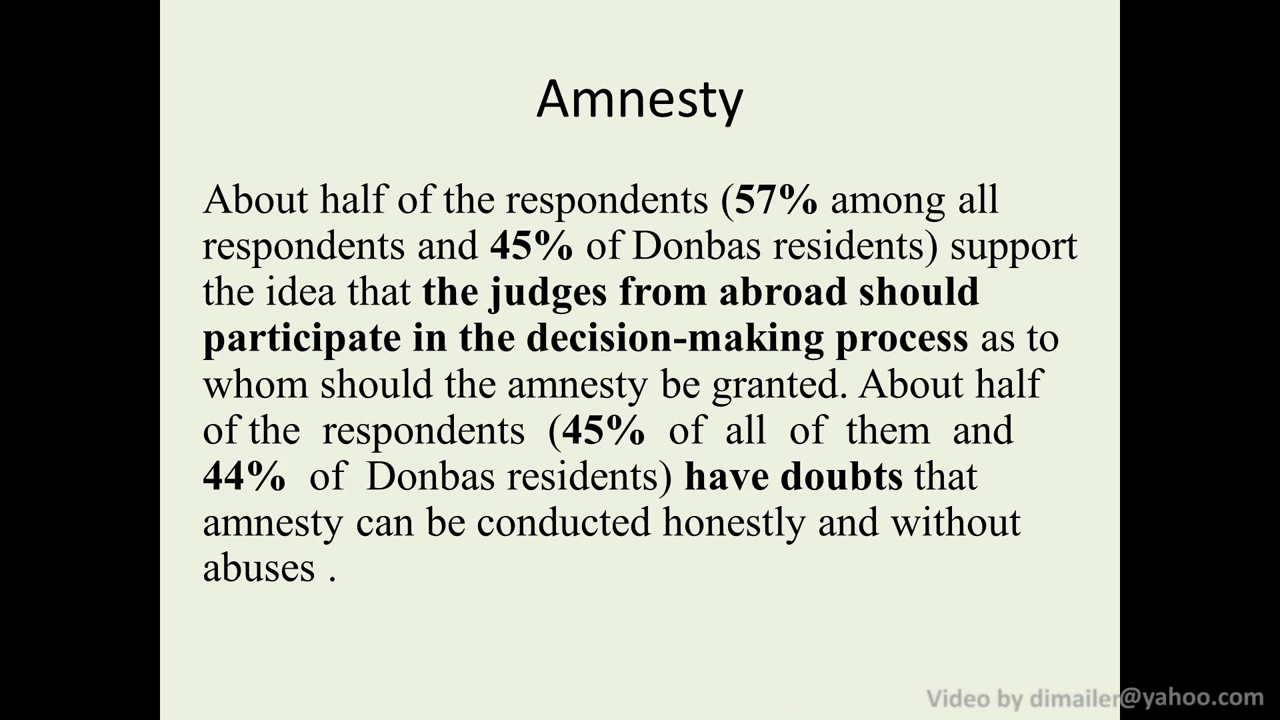 Amnesty
About half of the respondents (57% among all
respondents and 45% of Donbas residents) support
the idea that the judges from abroad should
participate in the decision-making process as to
whom should the amnesty be granted. About half
of the respondents (45% of all of them and
44% of Donbas residents) have doubts that
amnesty can be conducted honestly and without
abuses .
Video by dimailer@yahoo.com